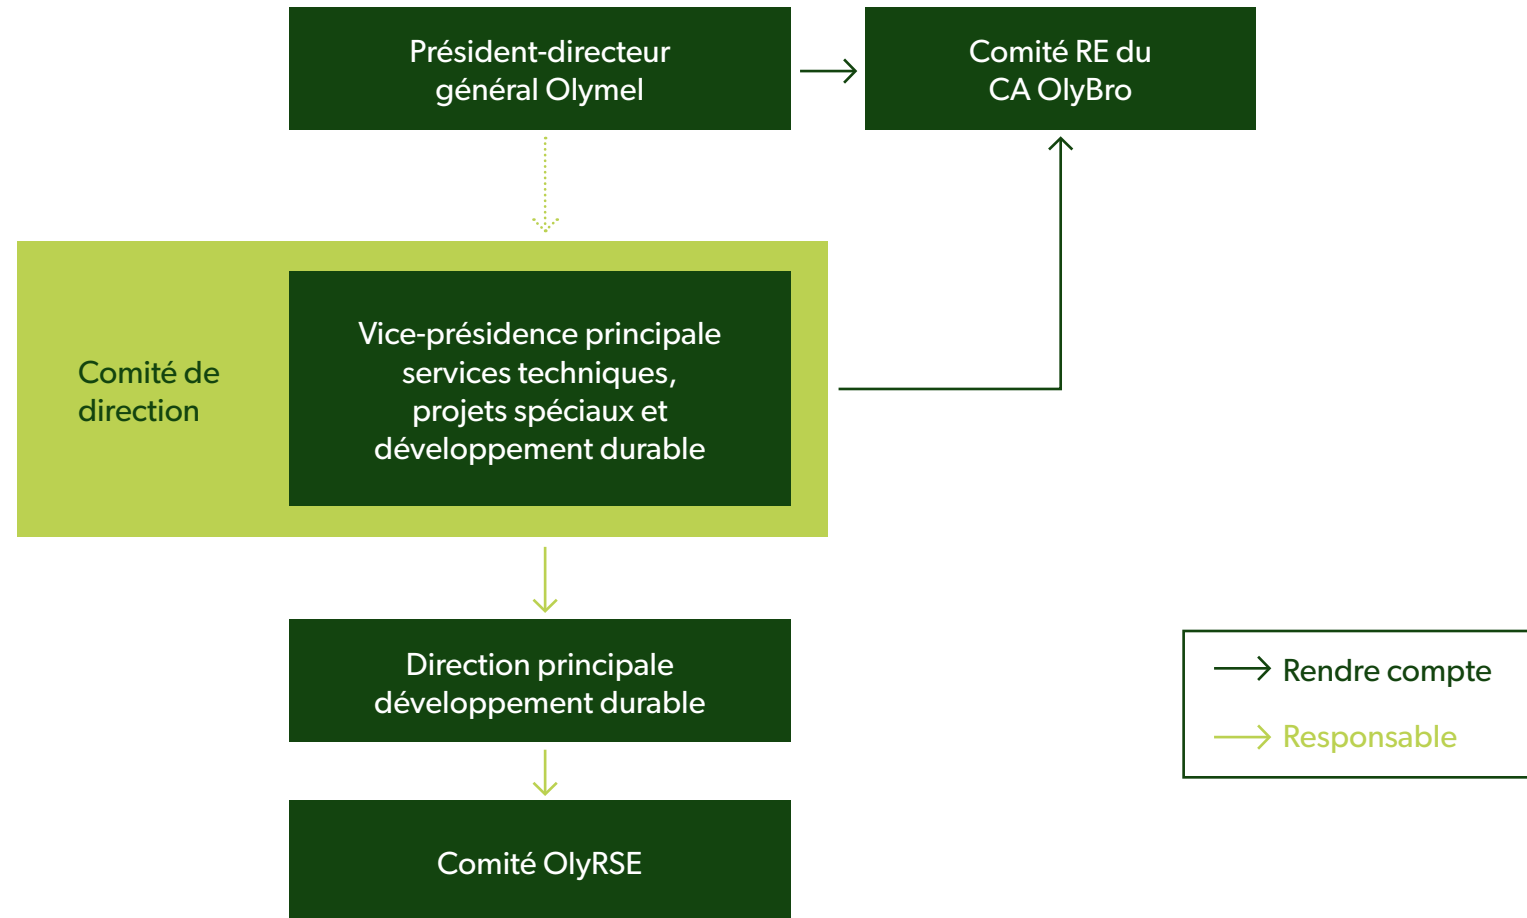 Président-directeur
général Olymel
Comité RE du
CA OlyBro
Comité de
direction
Vice-présidence principale
services techniques,
projets spéciaux et
développement durable
Direction principale
développement durable
Comité OlyRSE
Rendre compte
Responsable